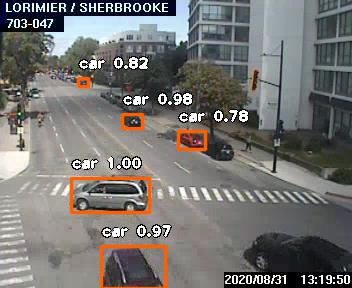 LORIMIER / SHERBROOKE
703-047
car 0.82
car 0.98
car 0.78
car 1.00
car 0.97
2020/08/31 13:19:50